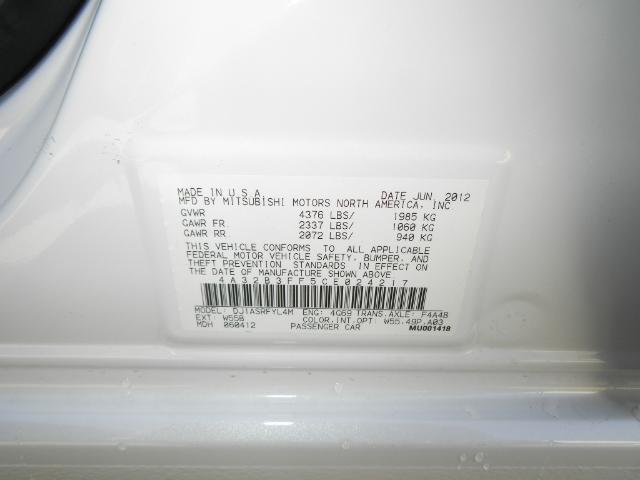 MADE IN U.S.A. DATE JUN. 2012
MFD BY MITSUBISHI MOTORS NORTH AMERICA, INC
GVWR 4376 LBS/ 1985 KG
GAWR FR. 2337 LBS/ 1060 KG
GAWR RR. 2072 LBS/ 940 KG
THIS VEHICLE CONFORMS TO ALL APPLICABLE
FEDERAL MOTOR VEHICLE SAFETY, BUMPER, AND
THEFT PREVENTION STANDARDS IN EFFECT ON
THE DATE OF MANUFACTURE SHOWN ABOVE.
4A32B3FF5CE024217
MODEL: DJ1ASRFYL4M ENG: 4G69 TRANS.AXLE: F4A4B
EXT: W55B COLOR.INT.OPT: W55.49P.A03
MDH 060412 PASSENGER CAR MU001418